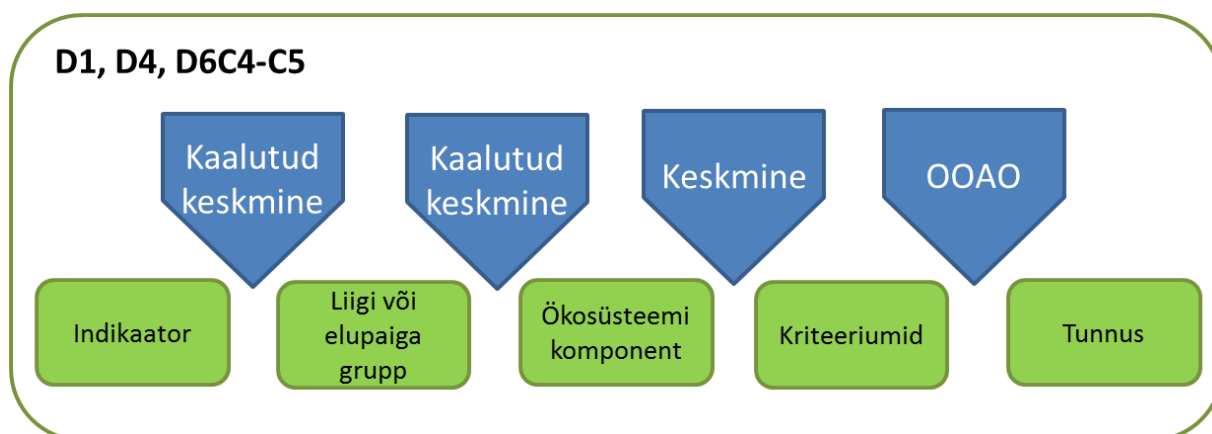 D1, D4, D6C4-C5
Kaalutud
keskmine
Kaalutud
keskmine
Keskmine
OOAO
Indikaator
Liigi või
elupaiga
grupp
Ökosüsteemi
komponent
Kriteeriumid
Tunnus